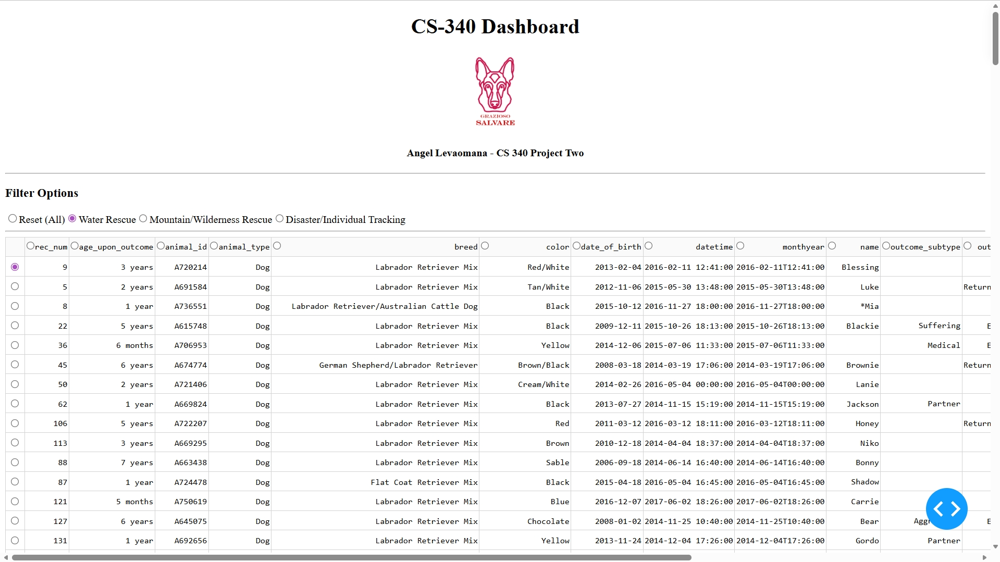 CS-340 Dashboard
GRAZIOSO
SALVARE
Angel Levaomana - CS 340 Project Two
Filter Options
Reset (All) Water Rescue Mountain/Wilderness Rescue Disaster/Individual Tracking
rec_num age_upon_outcome animal_id animal_type breed color date_of_birth datetime monthyear name outcome_subtype out
9 3 years A720214 Dog Labrador Retriever Mix Red/White 2013-02-04 2016-02-11 12:41:00 2016-02-11T12:41:00 Blessing
5 2 years A691584 Dog Labrador Retriever Mix Tan/White 2012-11-06 2015-05-30 13:48:00 2015-05-30T13:48:00 Luke Return
8 1 year A736551 Dog Labrador Retriever/Australian Cattle Dog Black 2015-10-12 2016-11-27 18:00:00 2016-11-27T18:00:00 *Mia
22 5 years A615748 Dog Labrador Retriever Mix Black 2009-12-11 2015-10-26 18:13:00 2015-10-26T18:13:00 Blackie Suffering E
36 6 months A706953 Dog Labrador Retriever Mix Yellow 2014-12-06 2015-07-06 11:33:00 2015-07-06T11:33:00 Medical E
45 6 years A674774 Dog German Shepherd/Labrador Retriever Brown/Black 2008-03-18 2014-03-19 17:06:00 2014-03-19T17:06:00 Brownie Return
50 2 years A721406 Dog Labrador Retriever Mix Cream/White 2014-02-26 2016-05-04 00:00:00 2016-05-04T00:00:00 Lanie
62 1 year A669824 Dog Labrador Retriever Mix Black 2013-07-27 2014-11-15 15:19:00 2014-11-15T15:19:00 Jackson Partner
106 5 years A722207 Dog Labrador Retriever Mix Red 2011-03-12 2016-03-12 18:11:00 2016-03-12T18:11:00 Honey Return
113 3 years A669295 Dog Labrador Retriever Mix Brown 2010-12-18 2014-04-04 18:37:00 2014-04-04T18:37:00 Niko
88 7 years A663438 Dog Labrador Retriever Mix Sable 2006-09-18 2014-06-14 16:40:00 2014-06-14T16:40:00 Bonny
87 1 year A724478 Dog Flat Coat Retriever Mix Black 2015-04-18 2016-05-04 16:45:00 2016-05-04T16:45:00 Shadow
121 5 months A750619 Dog Labrador Retriever Mix Blue 2016-12-07 2017-06-02 18:26:00 2017-06-02T18:26:00 Carrie
127 6 years A645075 Dog Labrador Retriever Mix Chocolate 2008-01-02 2014-11-25 10:40:00 2014-11-25T10:40:00 Bear Aggr E
131 1 year A692656 Dog Labrador Retriever Mix Yellow 2013-11-24 2014-12-04 17:26:00 2014-12-04T17:26:00 Gordo Partner